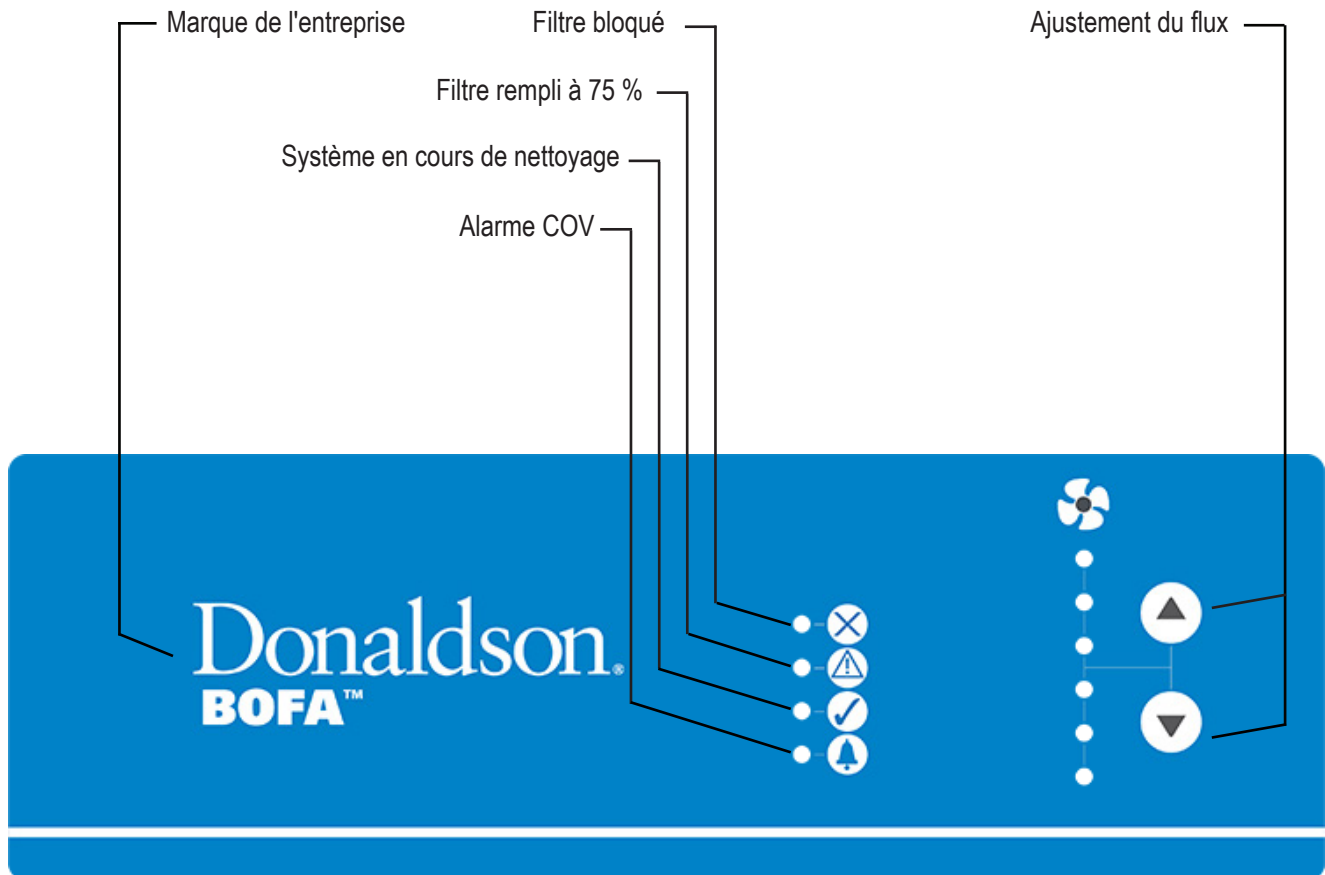 Marque de l'entreprise
Filtre bloqué
Ajustement du flux
Filtre rempli à 75 %
Système en cours de nettoyage
Alarme COV
Donaldson®
BOFA™